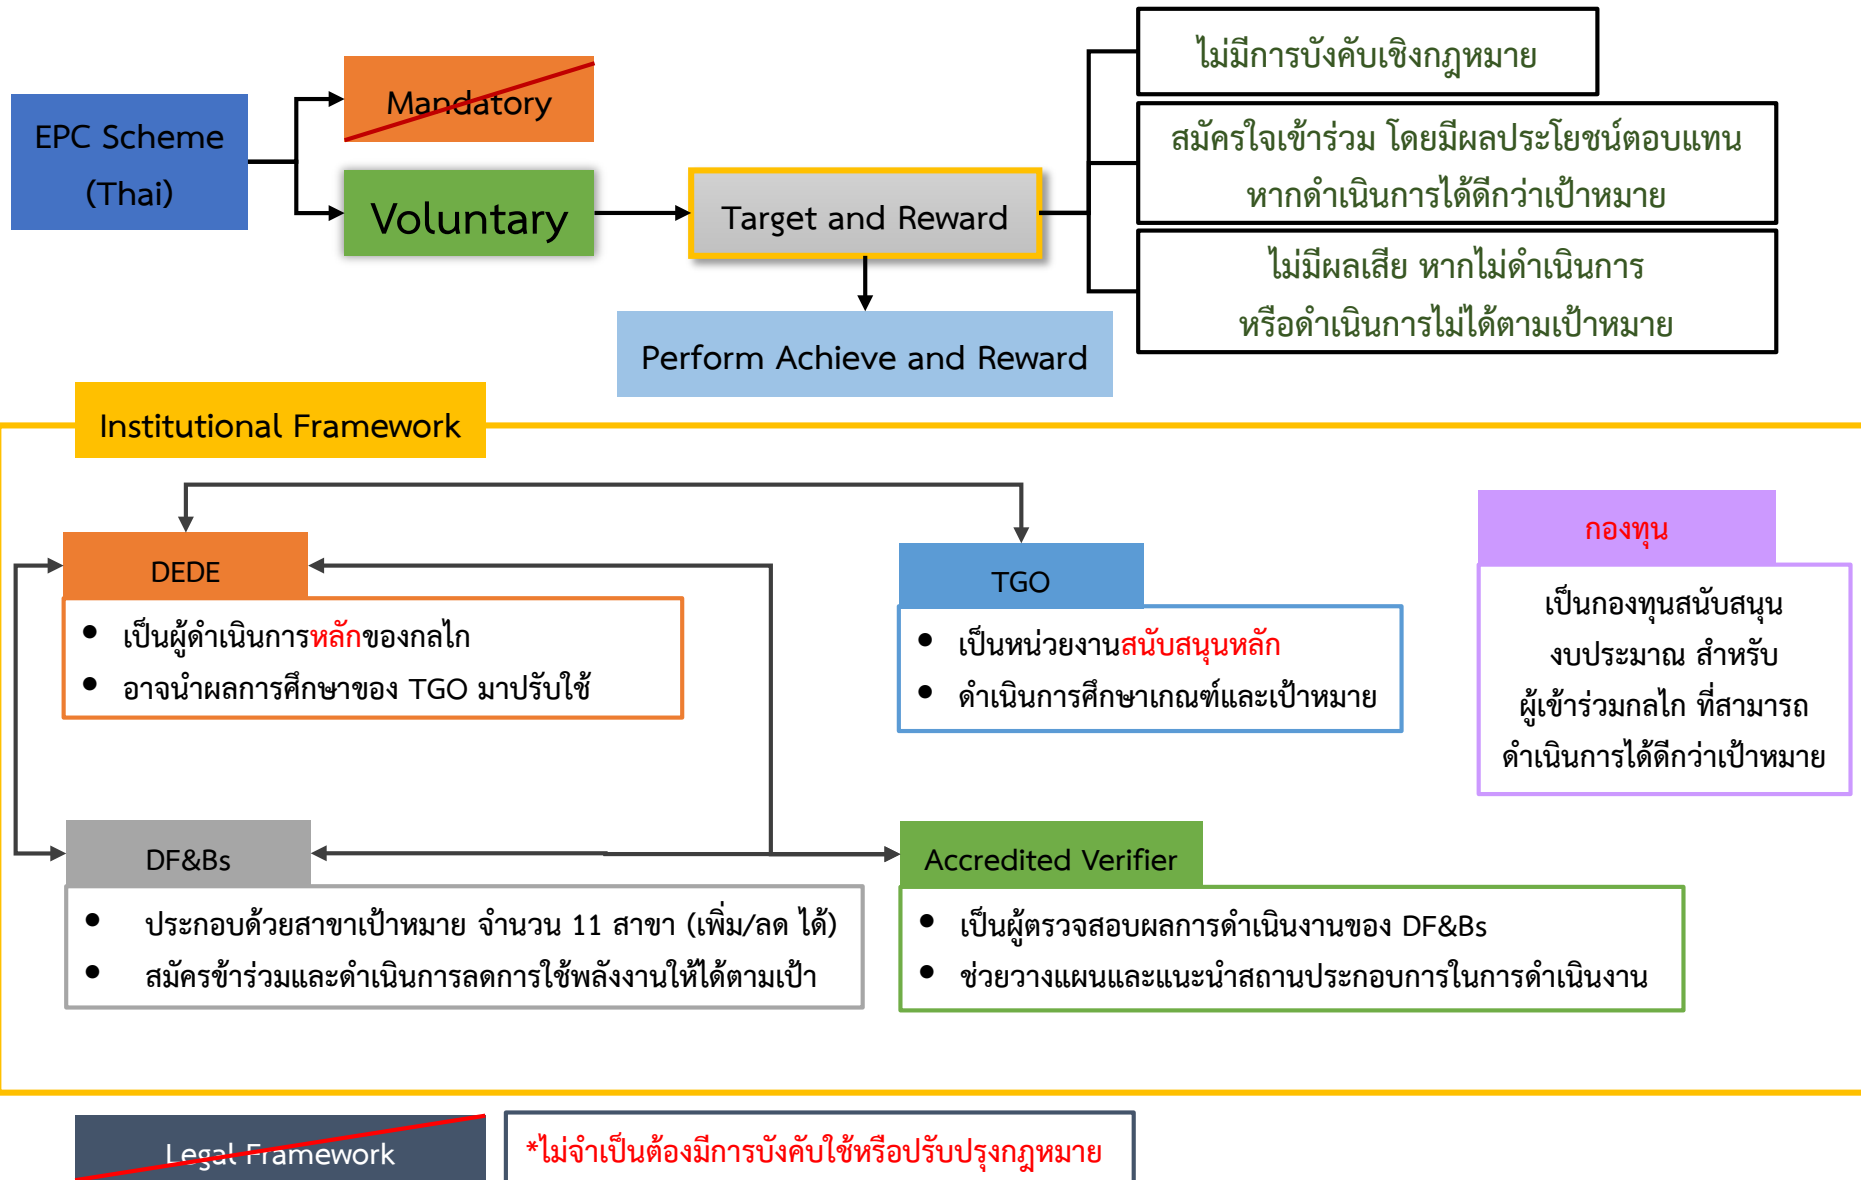 EPC Scheme
(Thai)
Mandatory
Voluntary
Target and Reward
Perform Achieve and Reward
ไม่มีการบังคับเชิงกฎหมาย
สมัครใจเข้าร่วม โดยมีผลประโยชน์ตอบแทน
หากดำเนินการได้ดีกว่าเป้าหมาย
ไม่มีผลเสีย หากไม่ดำเนินการ
หรือดำเนินการไม่ได้ตามเป้าหมาย
Institutional Framework
DEDE
● เป็นผู้ดำเนินการหลักของกลไก
● อาจนำผลการศึกษาของ TGO มาปรับใช้
TGO
● เป็นหน่วยงานสนับสนุนหลัก
● ดำเนินการศึกษาเกณฑ์และเป้าหมาย
กองทุน
เป็นกองทุนสนับสนุน
งบประมาณ สำหรับ
ผู้เข้าร่วมกลไก ที่สามารถ
ดำเนินการได้ดีกว่าเป้าหมาย
DF&Bs
● ประกอบด้วยสาขาเป้าหมาย จำนวน 11 สาขา (เพิ่ม/ลด ได้)
● สมัครข้าร่วมและดำเนินการลดการใช้พลังงานให้ได้ตามเป้า
Accredited Verifier
● เป็นผู้ตรวจสอบผลการดำเนินงานของ DF&Bs
● ช่วยวางแผนและแนะนำสถานประกอบการในการดำเนินงาน
Legal Framework
*ไม่จำเป็นต้องมีการบังคับใช้หรือปรับปรุงกฎหมาย